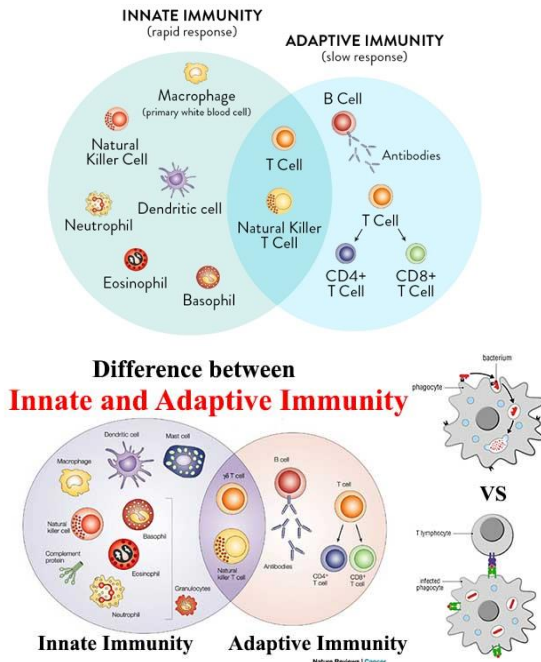 INNATE IMMUNITY
(rapid response)
ADAPTIVE IMMUNITY
(slow response)
Macrophage
(primary white blood cell)
Natural
Killer Cell
Neutrophil
Dendritic cell
Eosinophil
Basophil
T Cell
Natural Killer
T Cell
B Cell
Antibodies
T Cell
CD4+
T Cell
CD8+
T Cell
Difference between
Innate and Adaptive Immunity
Macrophage
Dendritic
cell
Mast cell
Natural
killer cell
Basophil
Complement
protein
Eosinophil
Neutrophil
Granulocytes
γδ T cell
Natural
killer T cell
B cell
Antibodies
T cell
CD4+
T cell
CD8+
T cell
Innate Immunity
Adaptive Immunity
Nature Reviews | Cancer
bacterium
phagocyte
VS
T lymphocyte
infected
phagocyte